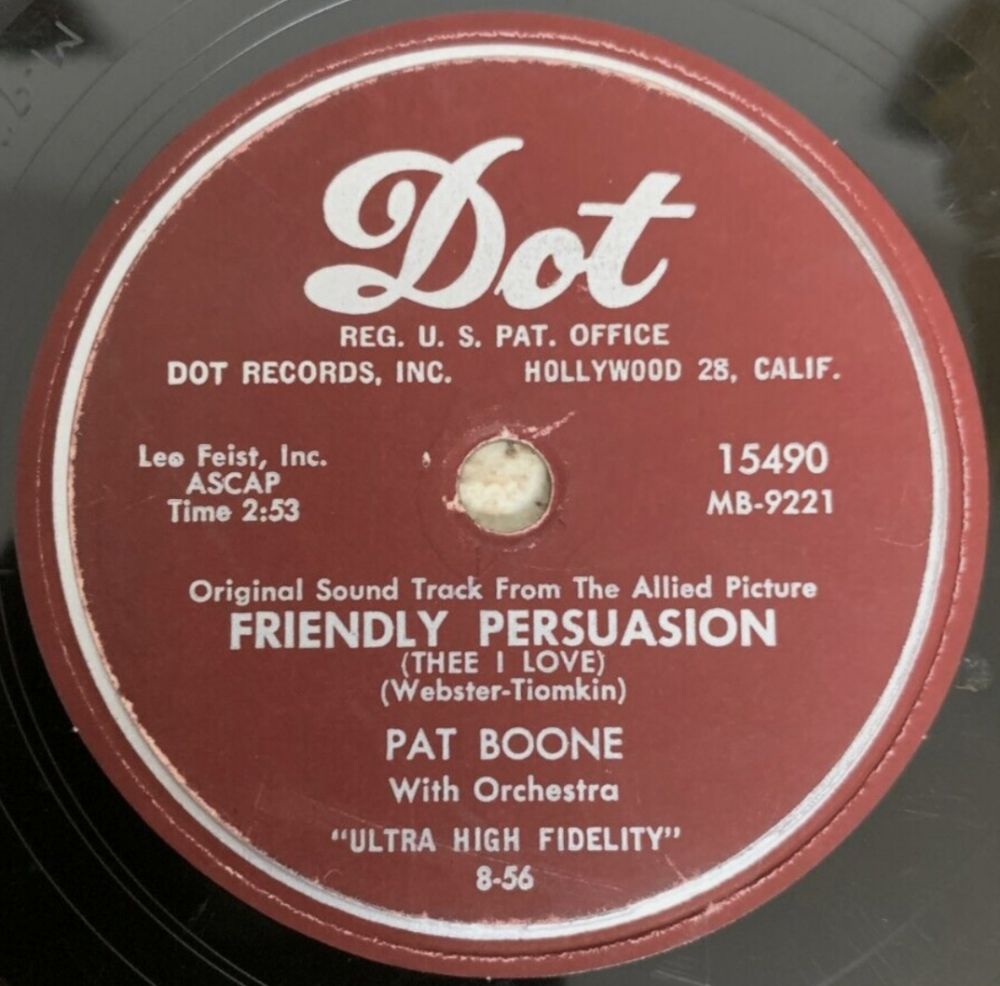 Dot
REG. U. S. PAT. OFFICE
DOT RECORDS, INC. HOLLYWOOD 28, CALIF.
Leo Feist, Inc.
ASCAP
Time 2:53
15490
MB-9221
Original Sound Track From The Allied Picture
FRIENDLY PERSUASION
(THEE I LOVE)
(Webster-Tiomkin)
PAT BOONE
With Orchestra
“ULTRA HIGH FIDELITY”
8-56